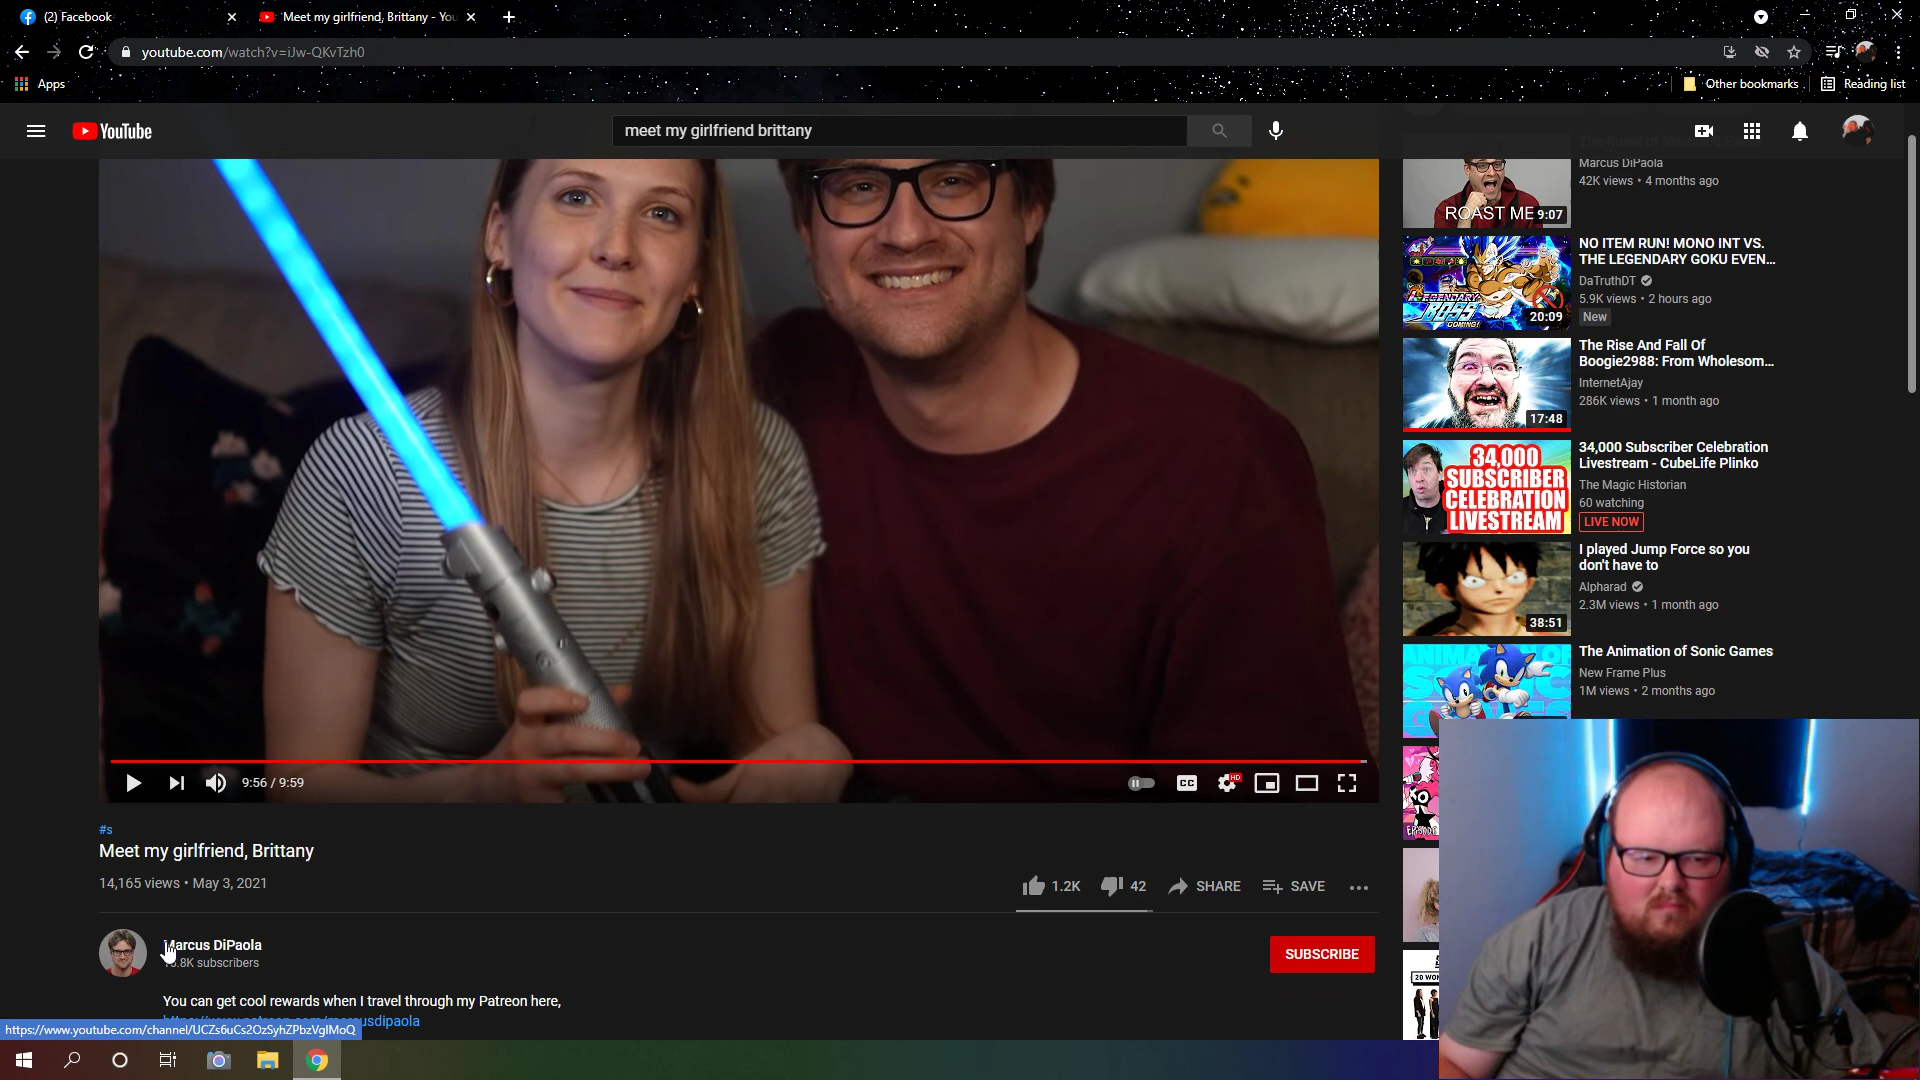 (2) Facebook
Meet my girlfriend, Brittany - You
youtube.com/watch?v=iJw-QKvTzh0
Apps
Other bookmarks
Reading list
YouTube
meet my girlfriend brittany
Marcus DiPaola
42K views • 4 months ago
ROAST ME
9:07
NO ITEM RUN! MONO INT VS.
THE LEGENDARY GOKU EVEN...
DaTruthDT
5.9K views • 2 hours ago
New
LEGENDARY
BOSS
COMING!
20:09
The Rise And Fall Of
Boogie2988: From Wholesom...
InternetAjay
286K views • 1 month ago
17:48
34,000 Subscriber Celebration
Livestream - CubeLife Plinko
The Magic Historian
60 watching
LIVE NOW
34,000
SUBSCRIBER
CELEBRATION
LIVESTREAM
I played Jump Force so you
don't have to
Alpharad
2.3M views • 1 month ago
38:51
The Animation of Sonic Games
New Frame Plus
1M views • 2 months ago
9:56 / 9:59
CC
HD
#s
Meet my girlfriend, Brittany
14,165 views • May 3, 2021
1.2K
42
SHARE
SAVE
Marcus DiPaola
.8K subscribers
SUBSCRIBE
You can get cool rewards when I travel through my Patreon here,
https://www.youtube.com/channel/UCZs6uCs2OzSyhZPbzVglMoQ